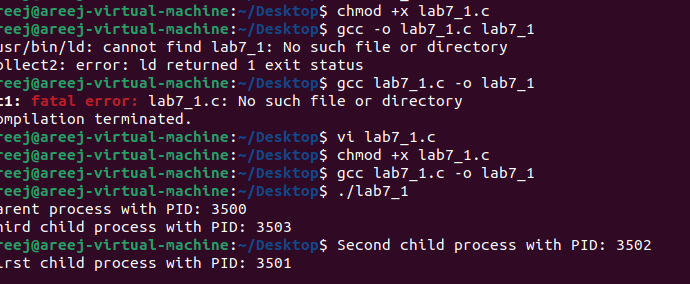 reej@areej-virtual-machine:~/Desktop$ chmod +x lab7_1.c
reej@areej-virtual-machine:~/Desktop$ gcc -o lab7_1.c lab7_1
usr/bin/ld: cannot find lab7_1: No such file or directory
ollect2: error: ld returned 1 exit status
reej@areej-virtual-machine:~/Desktop$ gcc lab7_1.c -o lab7_1
c1: fatal error: lab7_1.c: No such file or directory
ompilation terminated.
reej@areej-virtual-machine:~/Desktop$ vi lab7_1.c
reej@areej-virtual-machine:~/Desktop$ chmod +x lab7_1.c
reej@areej-virtual-machine:~/Desktop$ gcc lab7_1.c -o lab7_1
reej@areej-virtual-machine:~/Desktop$ ./lab7_1
arent process with PID: 3500
hird child process with PID: 3503
reej@areej-virtual-machine:~/Desktop$ Second child process with PID: 3502
irst child process with PID: 3501